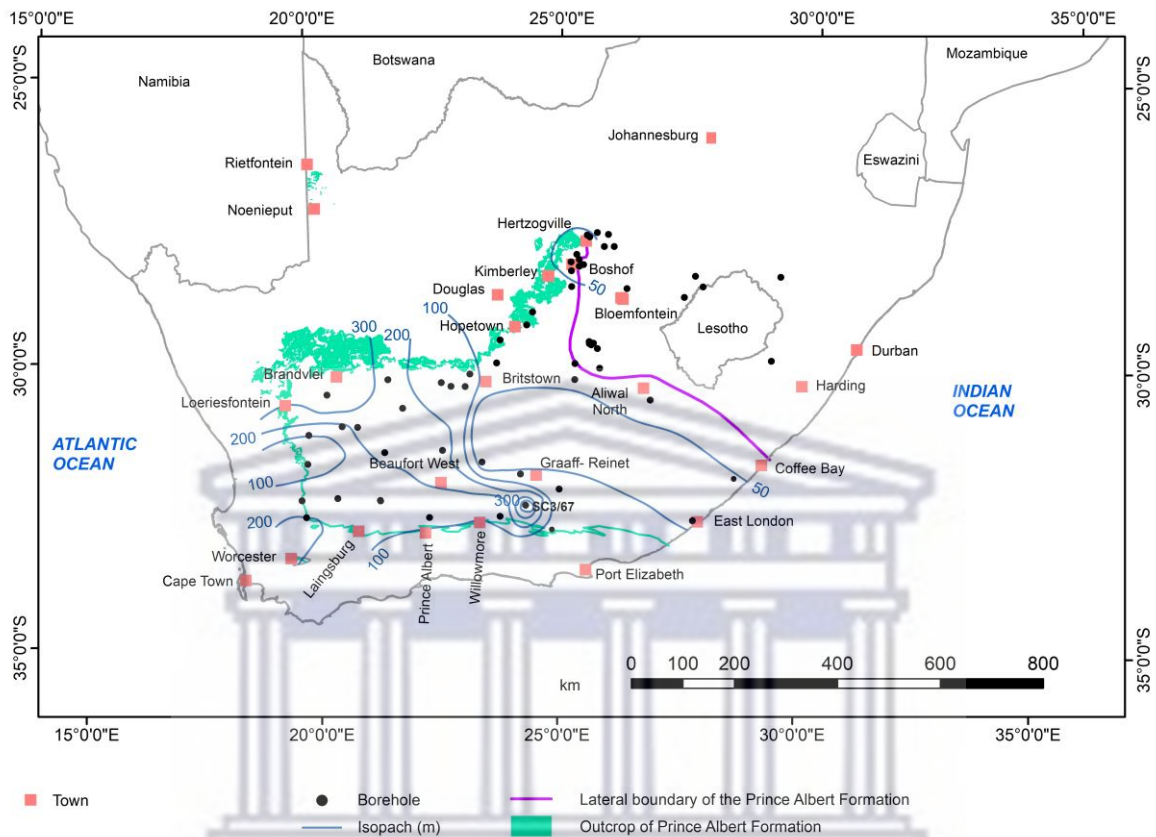 15°0'0"E 20°0'0"E 25°0'0"E 30°0'0"E 35°0'0"E
25°0'0"S
25°0'0"S
Namibia
Botswana
Mozambique
Johannesburg
Eswazini
Rietfontein
Noenieput
Hertzogville
Kimberley
Boshof
Douglas
50
Bloemfontein
Hopetown
100
300
200
Lesotho
Durban
30°0'0"S
30°0'0"S
Brandvlei
Britstown
Aliwal
North
Harding
Loeriesfontein
INDIAN
OCEAN
200
ATLANTIC
OCEAN
Beaufort West
Graaff- Reinet
Coffee Bay
100
50
300
SC3/67
200
East London
Worcester
Laingsburg
100
Prince Albert
Willowmore
Port Elizabeth
Cape Town
35°0'0"S
35°0'0"S
0 100 200 400 600 800
km
15°0'0"E 20°0'0"E 25°0'0"E 30°0'0"E 35°0'0"E
Town
Borehole
Lateral boundary of the Prince Albert Formation
Isopach (m)
Outcrop of Prince Albert Formation